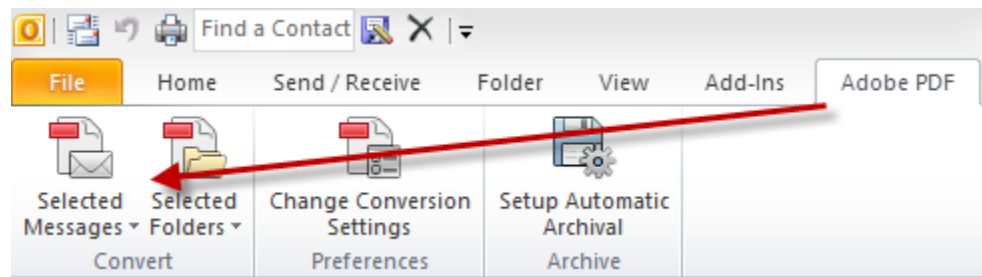 Find a Contact
File Home Send / Receive Folder View Add-Ins Adobe PDF
Selected Selected Change Conversion Setup Automatic
Messages Folders Settings Archival
Convert Preferences Archive